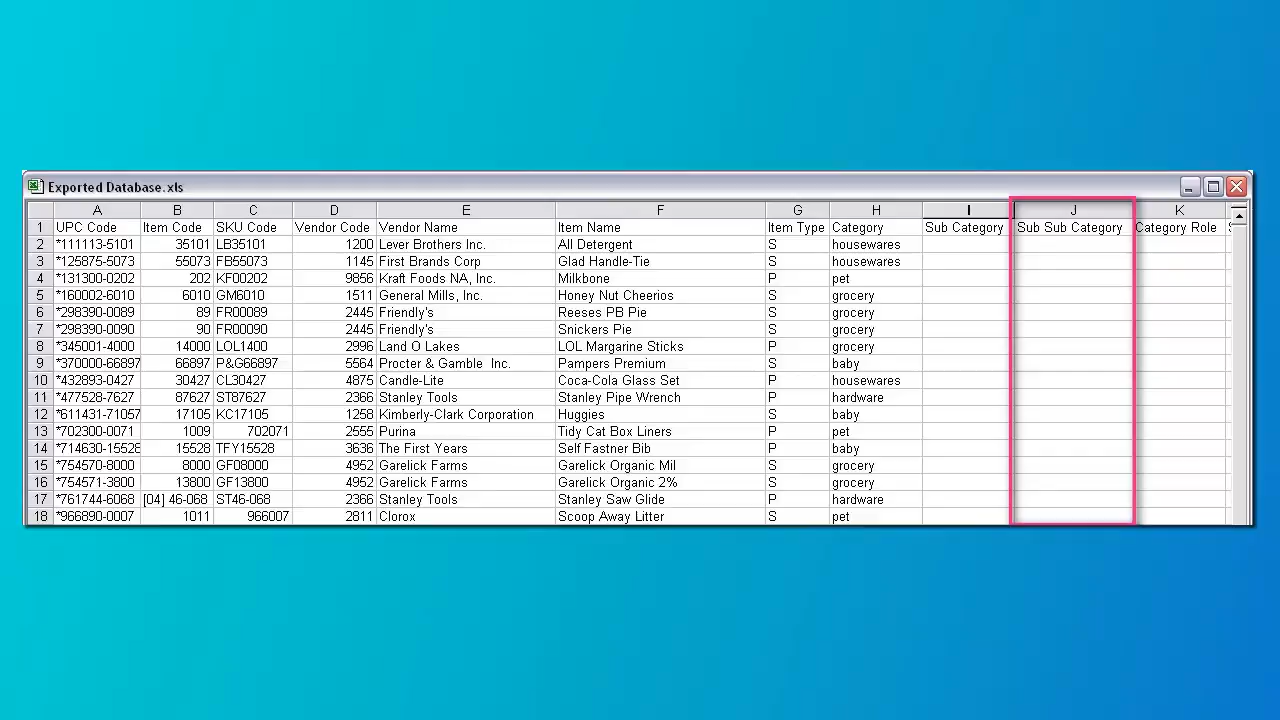 Exported Database.xls
A B C D E F G H I J K
1 UPC Code Item Code SKU Code Vendor Code Vendor Name Item Name Item Type Category Sub Category Sub Sub Category Category Role
2 *111113-5101 35101 LB35101 1200 Lever Brothers Inc. All Detergent S housewares
3 *125875-5073 55073 FB55073 1145 First Brands Corp Glad Handle-Tie S housewares
4 *131300-0202 202 KF00202 9856 Kraft Foods NA, Inc. Milkbone P pet
5 *160002-6010 6010 GM6010 1511 General Mills, Inc. Honey Nut Cheerios S grocery
6 *298390-0089 89 FR00089 2445 Friendly's Reeses PB Pie S grocery
7 *298390-0090 90 FR00090 2445 Friendly's Snickers Pie S grocery
8 *345001-4000 14000 LOL1400 2996 Land O Lakes LOL Margarine Sticks P grocery
9 *370000-66897 66897 P&G66897 5564 Procter & Gamble Inc. Pampers Premium S baby
10 *432893-0427 30427 CL30427 4875 Candle-Lite Coca-Cola Glass Set P housewares
11 *477528-7627 87627 ST87627 2366 Stanley Tools Stanley Pipe Wrench P hardware
12 *611431-71057 17105 KC17105 1258 Kimberly-Clark Corporation Huggies S baby
13 *702300-0071 1009 702071 2555 Purina Tidy Cat Box Liners P pet
14 *714630-15528 15528 TFY15528 3636 The First Years Self Fastner Bib P baby
15 *754570-8000 8000 GF08000 4952 Garelick Farms Garelick Organic Mil S grocery
16 *754571-3800 13800 GF13800 4952 Garelick Farms Garelick Organic 2% S grocery
17 *761744-6068 [04] 46-068 ST46-068 2366 Stanley Tools Stanley Saw Glide P hardware
18 *966890-0007 1011 966007 2811 Clorox Scoop Away Litter S pet